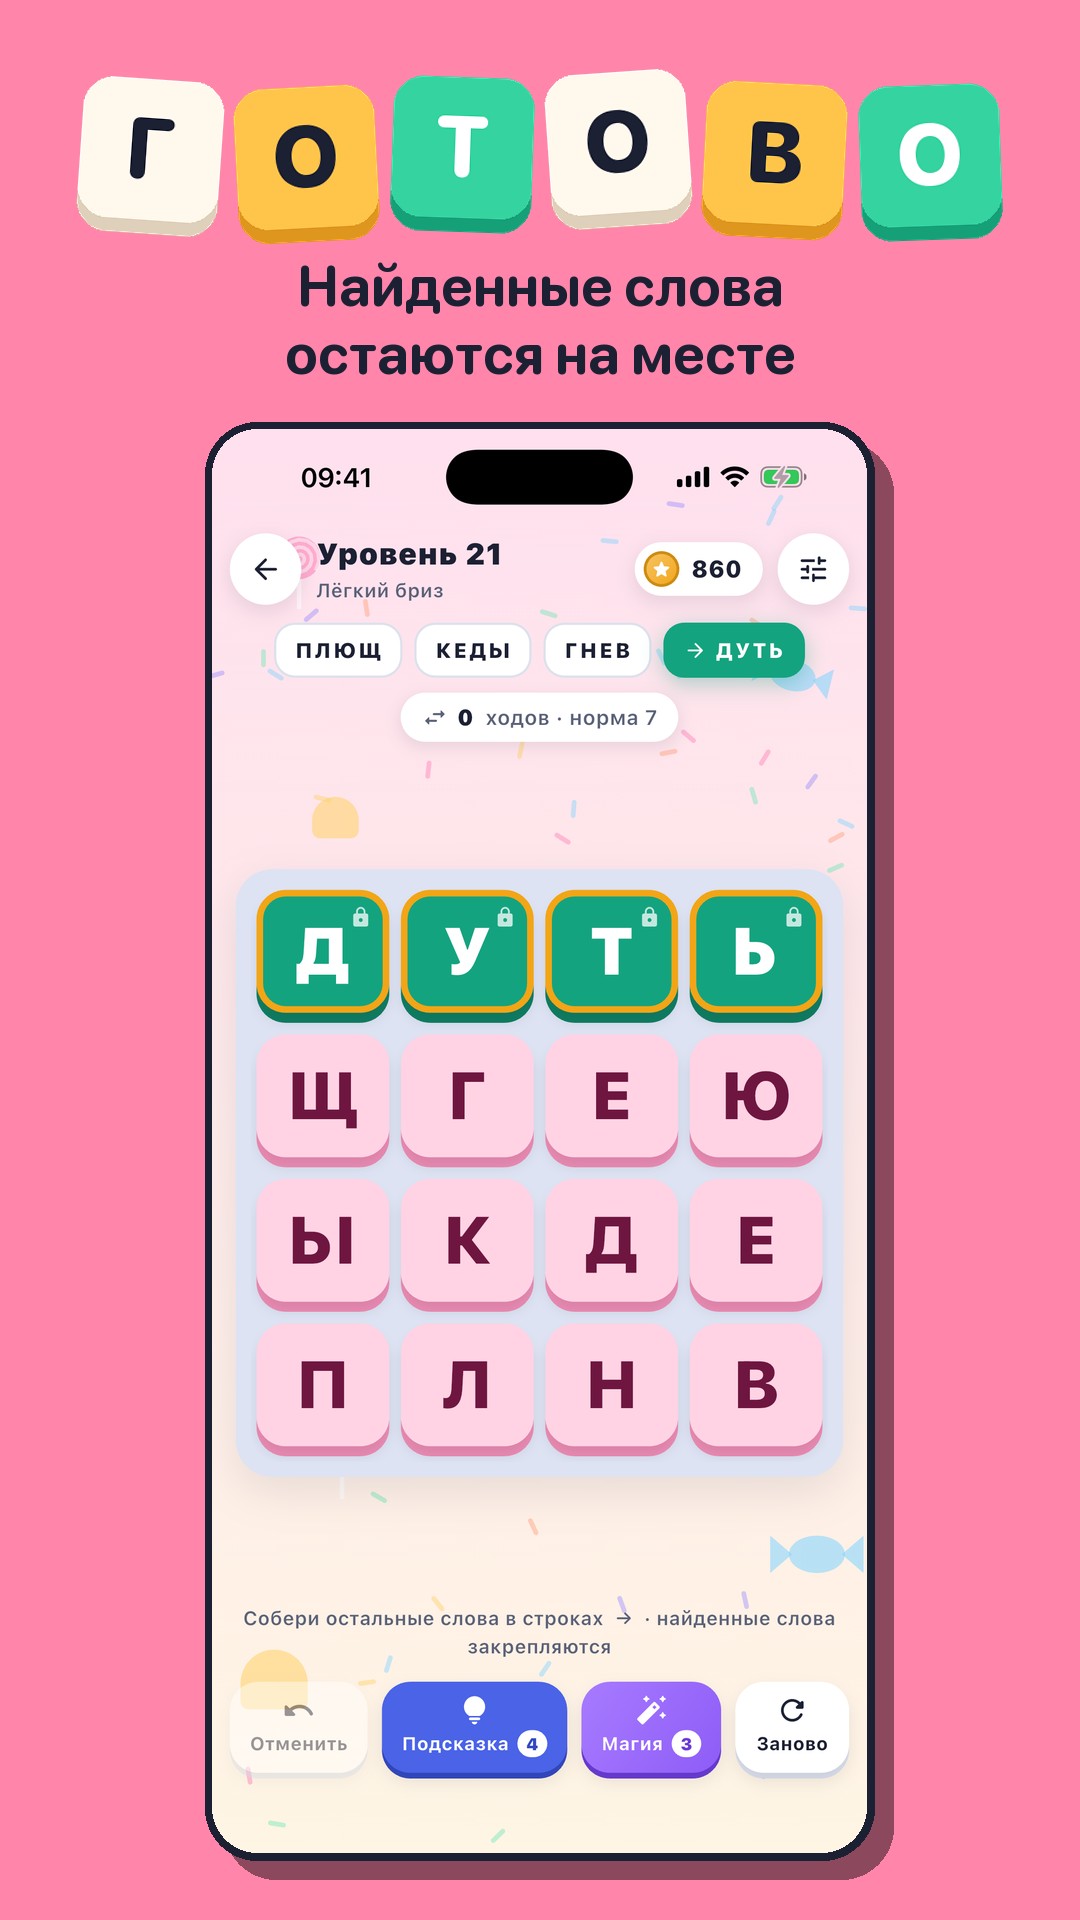 ГОТОВО
Найденные слова
остаются на месте
09:41
Уровень 21
Лёгкий бриз
860
ПЛЮЩ КЕДЫ ГНЕВ → ДУТЬ
0 ходов · норма 7
Д У Т Ь
Щ Г Е Ю
Ы К Д Е
П Л Н В
Собери остальные слова в строках → · найденные слова
закрепляются
Отменить Подсказка 4 Магия 3 Заново